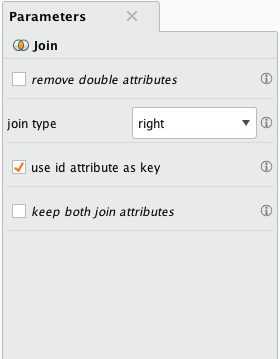 Parameters
Join
remove double attributes
join type right
use id attribute as key
keep both join attributes